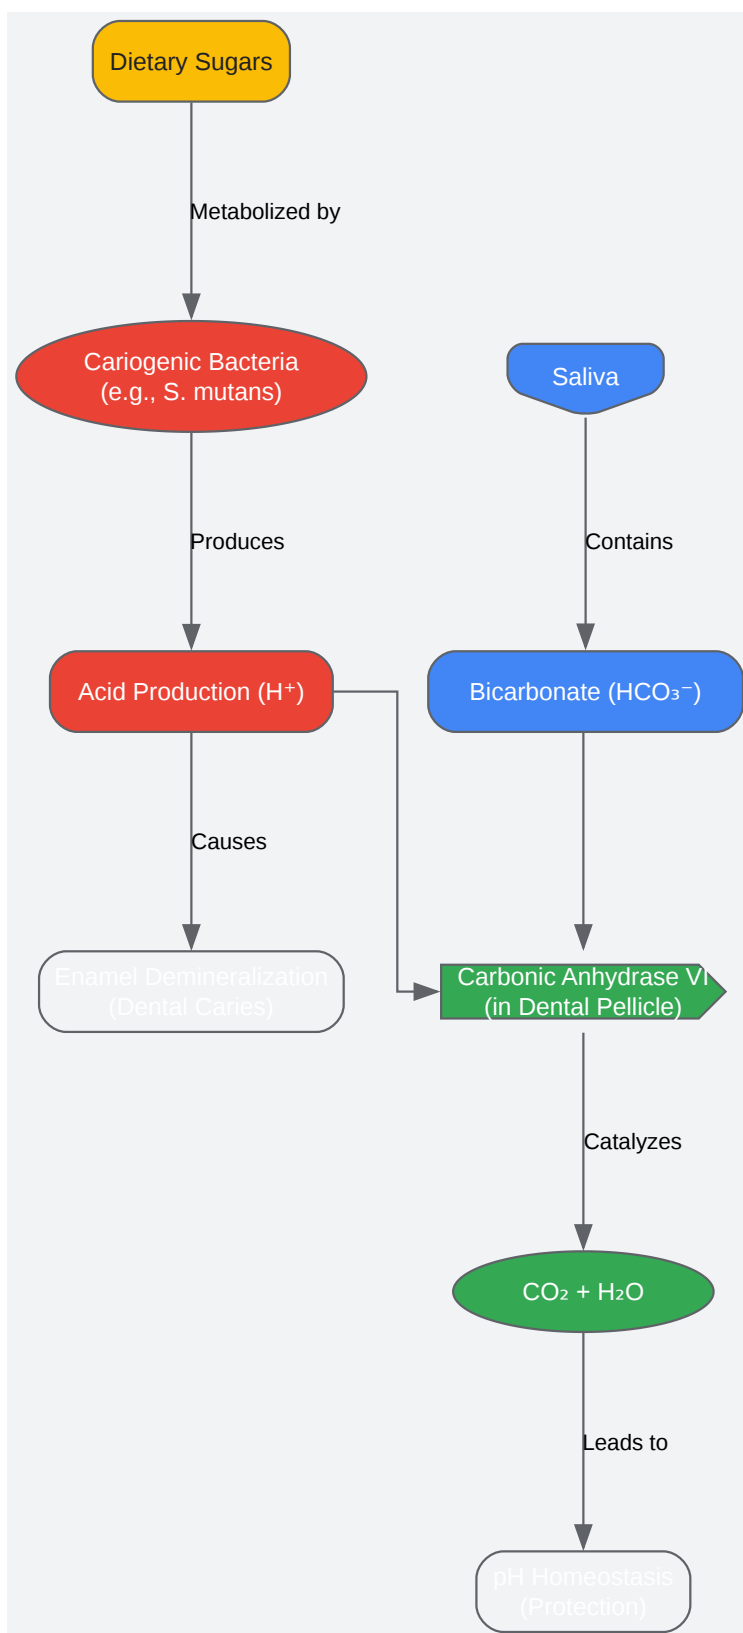 Dietary Sugars
Metabolized by
Cariogenic Bacteria
(e.g., S. mutans)
Saliva
Produces
Contains
Acid Production (H⁺)
Bicarbonate (HCO₃⁻)
Causes
Enamel Demineralization
(Dental Caries)
Carbonic Anhydrase VI
(in Dental Pellicle)
Catalyzes
CO₂ + H₂O
Leads to
pH Homeostasis
(Protection)